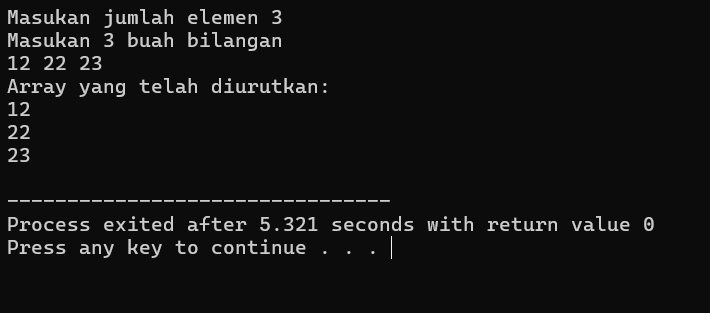 Masukan jumlah elemen 3
Masukan 3 buah bilangan
12 22 23
Array yang telah diurutkan:
12
22
23
--------------------------------
Process exited after 5.321 seconds with return value 0
Press any key to continue . . .